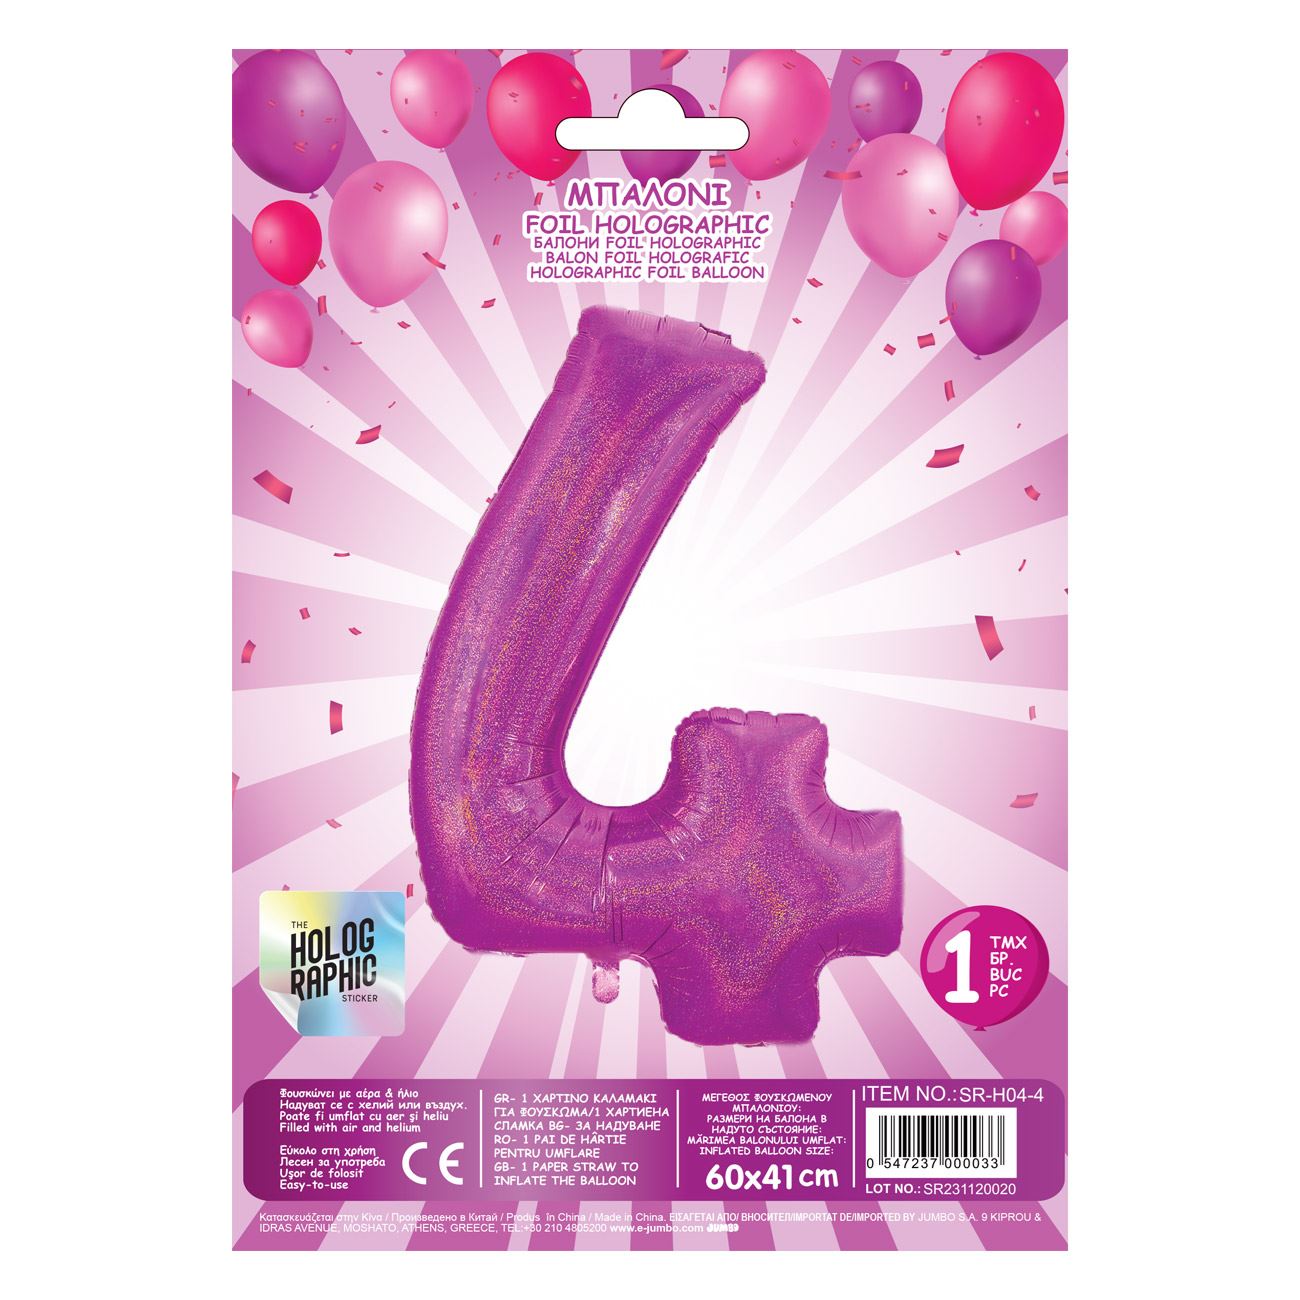 ΜΠΑΛΟΝΙ
FOIL HOLOGRAPHIC
БАЛОНИ FOIL HOLOGRAPHIC
BALON FOIL HOLOGRAFIC
HOLOGRAPHIC FOIL BALLOON
THE
HOLOG
RAPHIC
STICKER
1
ΤΜΧ
БР.
BUC
PC
Φουσκώνει με αέρα & ήλιο
Надуват се с хелий или въздух.
Poate fi umflat cu aer și heliu
Filled with air and helium
Εύκολο στη χρήση
Лесен за употреба
Ușor de folosit
Easy-to-use
CE
GR- 1 ΧΑΡΤΙΝΟ ΚΑΛΑΜΑΚΙ
ΓΙΑ ΦΟΥΣΚΩΜΑ/1 ХАРТИЕНА
СЛАМКА BG- ЗА НАДУВАНЕ
RO- 1 PAI DE HÂRTIE
PENTRU UMFLARE
GB- 1 PAPER STRAW TO
INFLATE THE BALLOON
ΜΕΓΕΘΟΣ ΦΟΥΣΚΩΜΕΝΟΥ
ΜΠΑΛΟΝΙΟΥ:
РАЗМЕРИ НА БАЛОНА В
НАДУТО СЪСТОЯНИЕ:
MĂRIMEA BALONULUI UMFLAT:
INFLATED BALLOON SIZE:
60x41 cm
ITEM NO.: SR-H04-4
0 547237 000033
LOT NO.: SR231120020
Κατασκευάζεται στην Κίνα / Произведено в Китай / Produs în China / Made in China. ΕΙΣΑΓΕΤΑΙ ΑΠΟ/ ВНОСИТЕЛ/IMPORTAT DE/IMPORTED BY JUMBO S.A. 9 KIPROU &
IDRAS AVENUE, MOSHATO, ATHENS, GREECE, TEL:+30 210 4805200 www.e-jumbo.com JUMBO